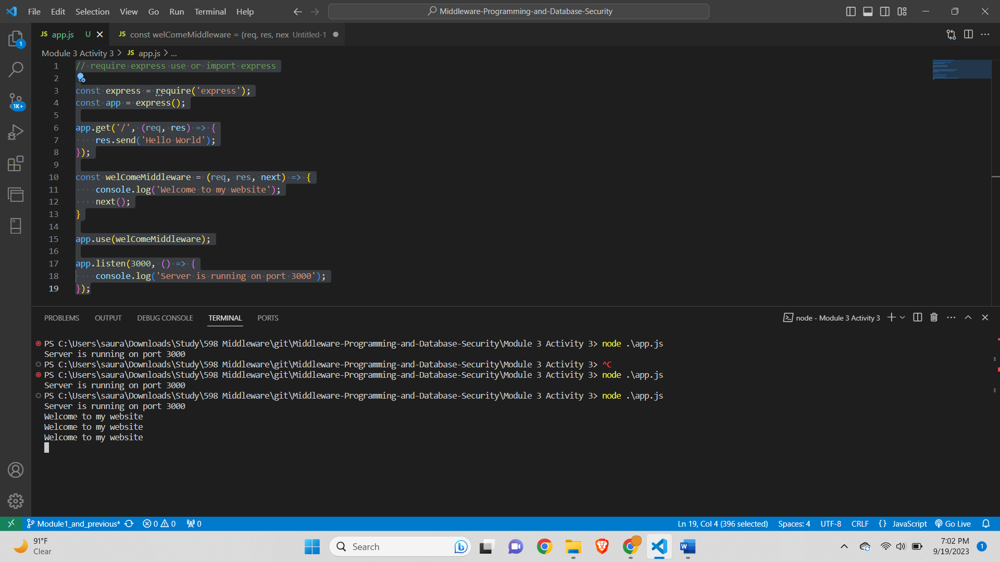 File Edit Selection View Go Run Terminal Help
Middleware-Programming-and-Database-Security
JS app.js U
JS const welComeMiddleware = (req, res, nex Untitled-1
Module 3 Activity 3 > JS app.js > ...
1 // require express use or import express
2
3 const express = require('express');
4 const app = express();
5
6 app.get('/', (req, res) => {
7 res.send('Hello World');
8 });
9
10 const welComeMiddleware = (req, res, next) => {
11 console.log('Welcome to my website');
12 next();
13 }
14
15 app.use(welComeMiddleware);
16
17 app.listen(3000, () => {
18 console.log('Server is running on port 3000');
19 });
1
1K+
PROBLEMS OUTPUT DEBUG CONSOLE TERMINAL PORTS
node - Module 3 Activity 3
PS C:\Users\saura\Downloads\Study\598 Middleware\git\Middleware-Programming-and-Database-Security\Module 3 Activity 3> node .\app.js
Server is running on port 3000
PS C:\Users\saura\Downloads\Study\598 Middleware\git\Middleware-Programming-and-Database-Security\Module 3 Activity 3> ^C
PS C:\Users\saura\Downloads\Study\598 Middleware\git\Middleware-Programming-and-Database-Security\Module 3 Activity 3> node .\app.js
Server is running on port 3000
PS C:\Users\saura\Downloads\Study\598 Middleware\git\Middleware-Programming-and-Database-Security\Module 3 Activity 3> node .\app.js
Server is running on port 3000
Welcome to my website
Welcome to my website
Welcome to my website
Module1_and_previous* 0 0 0
Ln 19, Col 4 (396 selected) Spaces: 4 UTF-8 CRLF {} JavaScript Go Live
91°F
Clear
Search
7:02 PM
9/19/2023
1